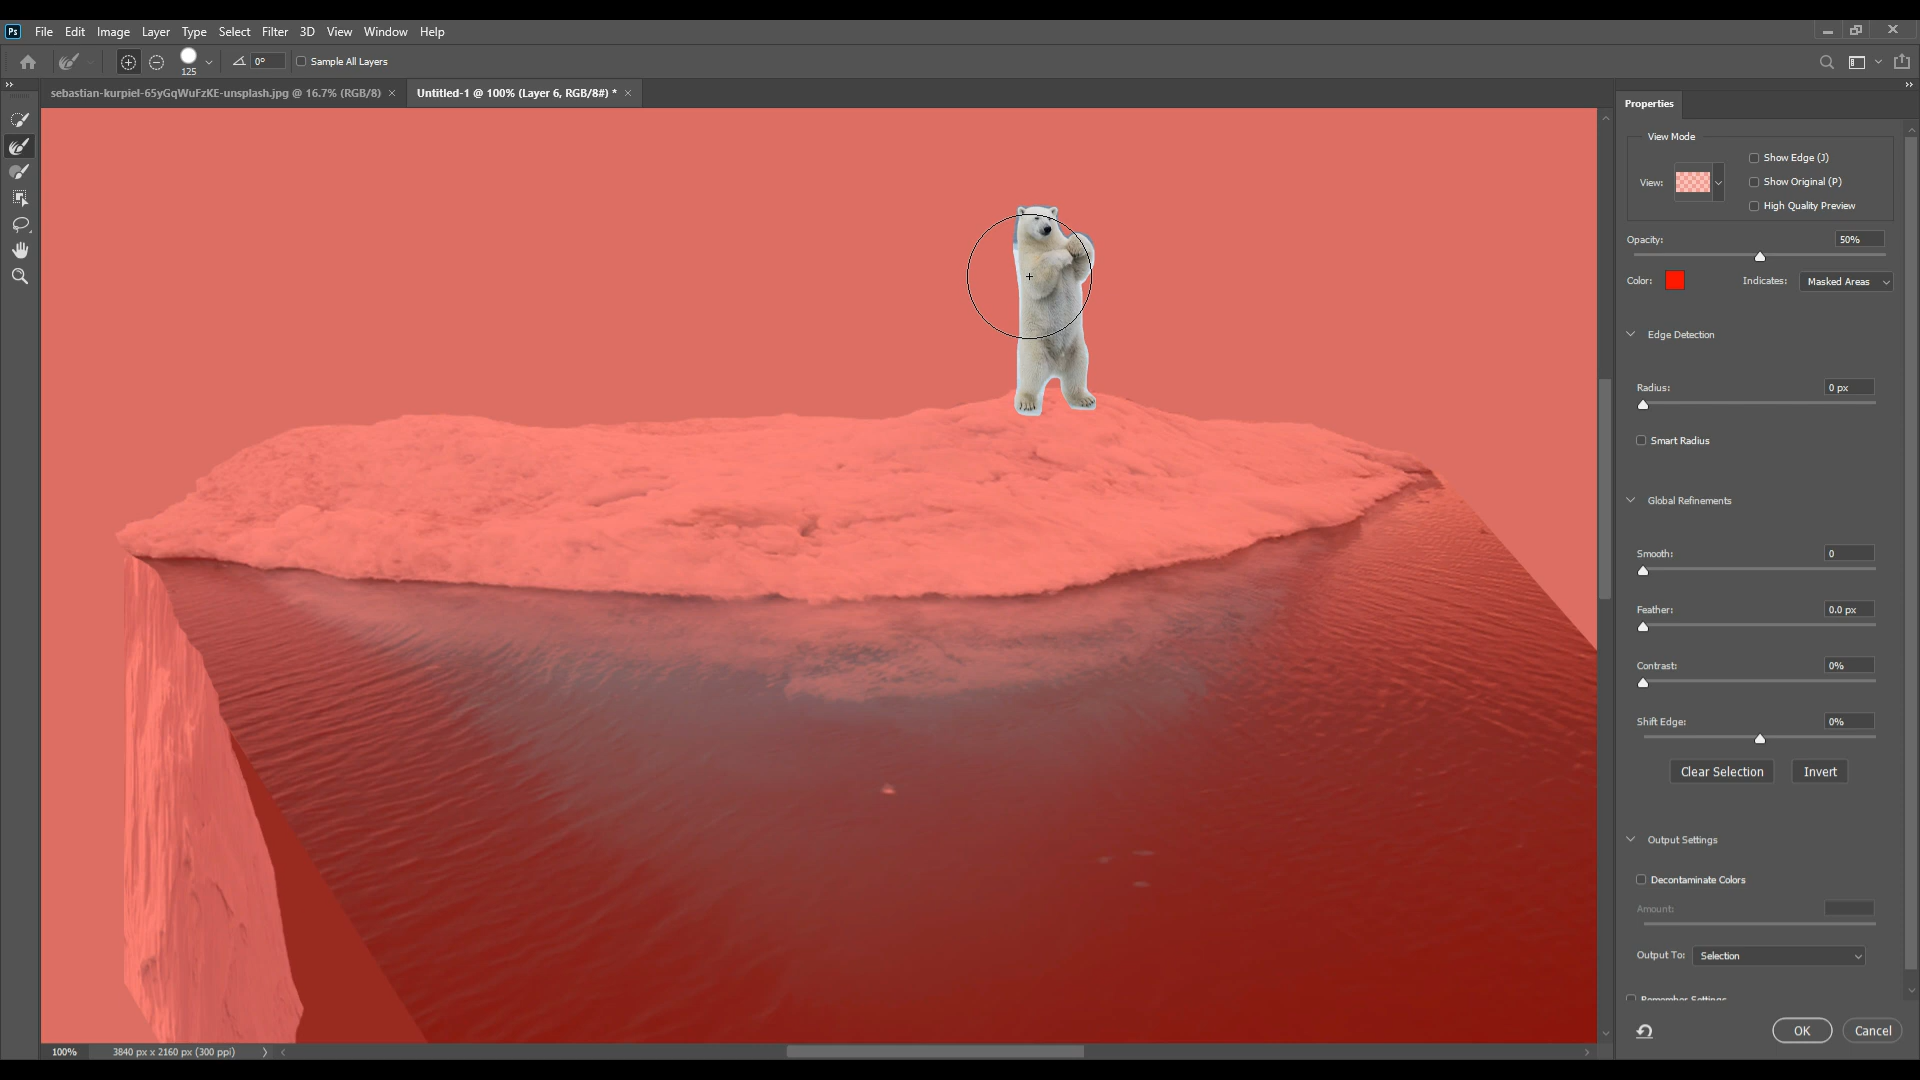 Ps File Edit Image Layer Type Select Filter 3D View Window Help
125 0° Sample All Layers
sebastian-kurpiel-65yGqWuFzKE-unsplash.jpg @ 16.7% (RGB/8) × Untitled-1 @ 100% (Layer 6, RGB/8#) * ×
Properties
View Mode
Show Edge (J)
View: Show Original (P)
High Quality Preview
Opacity: 50%
Color: Indicates: Masked Areas
Edge Detection
Radius: 0 px
Smart Radius
Global Refinements
Smooth: 0
Feather: 0.0 px
Contrast: 0%
Shift Edge: 0%
Clear Selection Invert
Output Settings
Decontaminate Colors
Amount:
Output To: Selection
Remember Settings
OK Cancel
100% 3840 px x 2160 px (300 ppi)